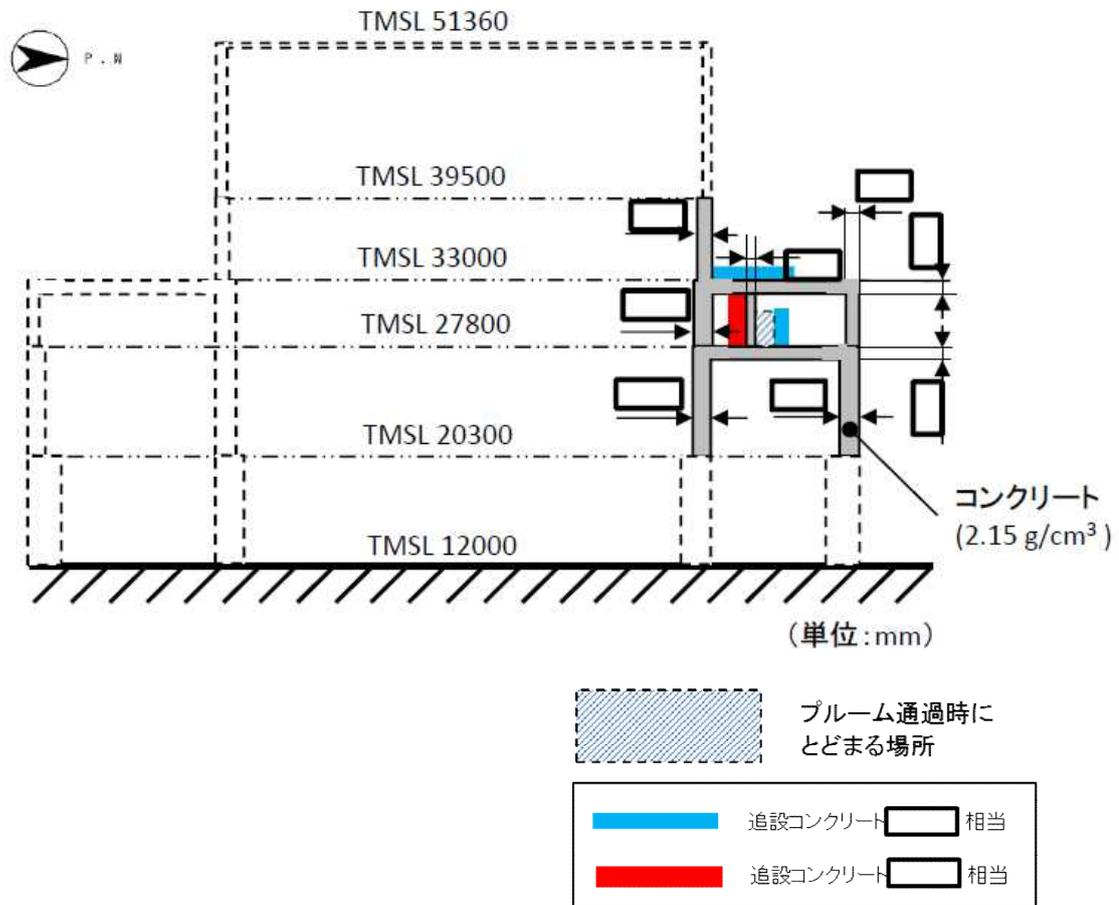 TMSL 51360
P.N
TMSL 39500
TMSL 33000
TMSL 27800
TMSL 20300
コンクリート
(2.15 g/cm³)
TMSL 12000
(単位:mm)
プルーム通過時に
とどまる場所
追設コンクリート 相当
追設コンクリート 相当